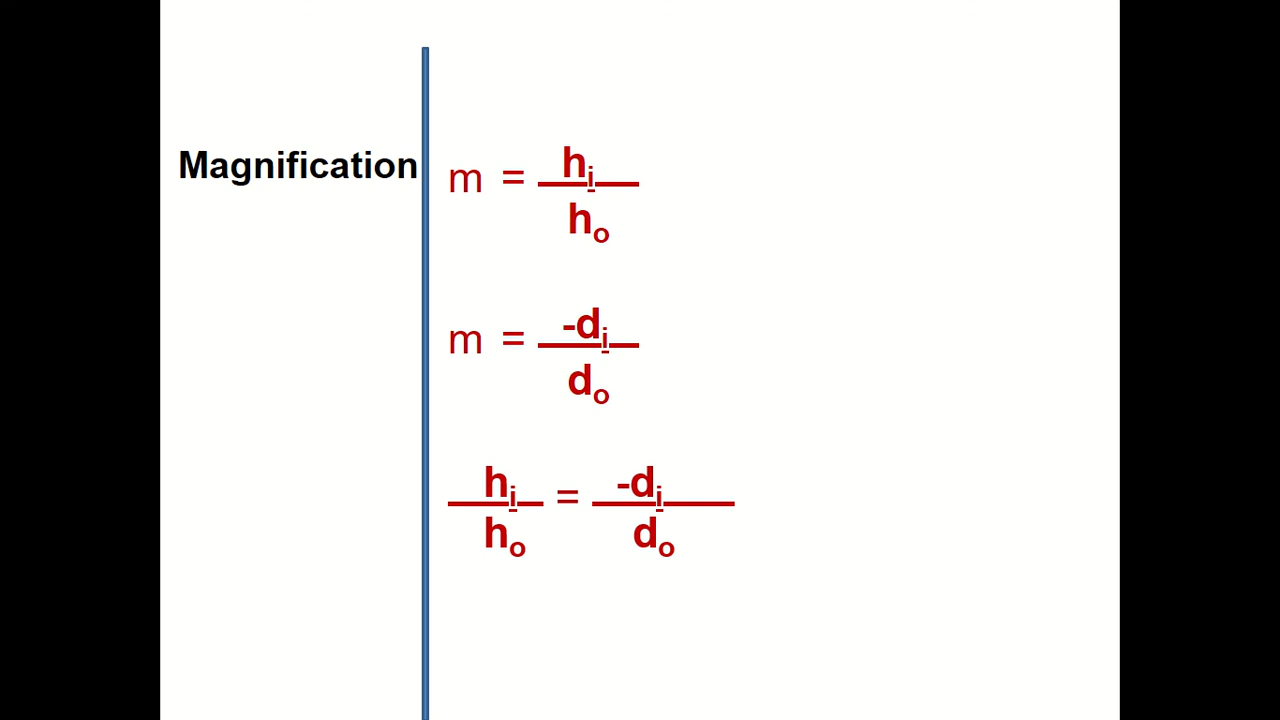 Magnification
m = hi
ho
m = -di
do
hi = -di
ho do